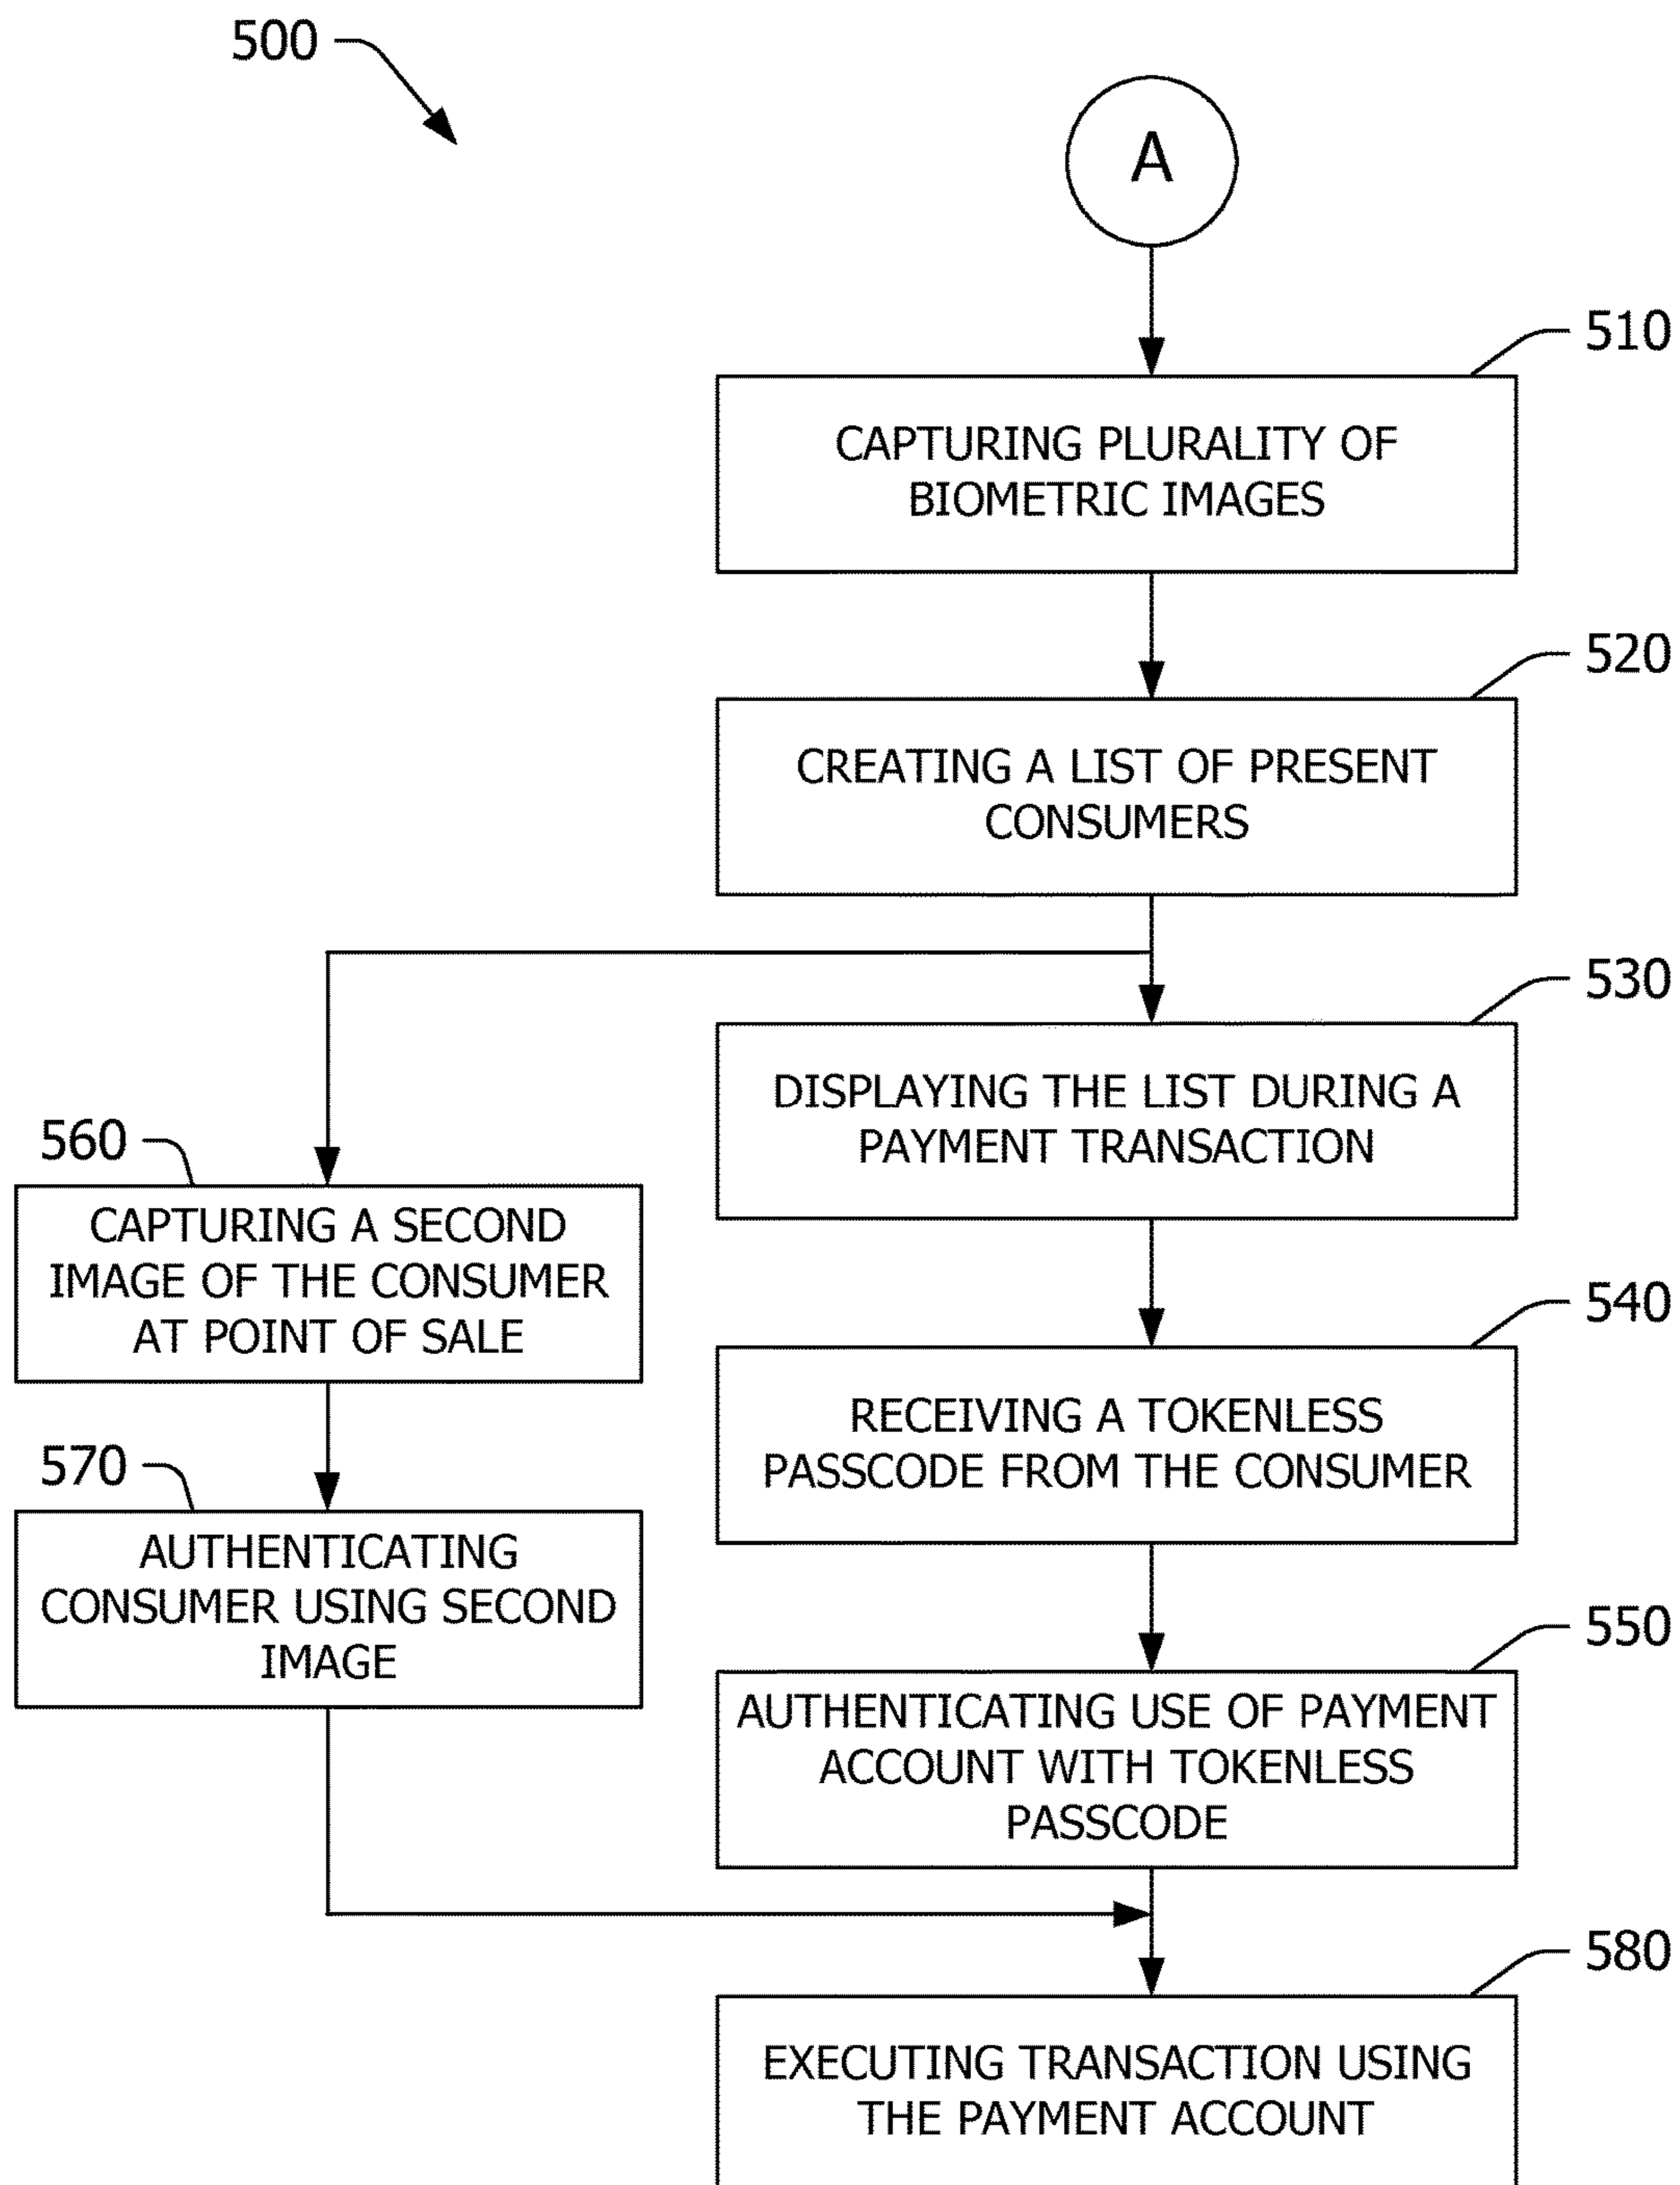 500
A
510
CAPTURING PLURALITY OF
BIOMETRIC IMAGES
520
CREATING A LIST OF PRESENT
CONSUMERS
530
DISPLAYING THE LIST DURING A
PAYMENT TRANSACTION
560
CAPTURING A SECOND
IMAGE OF THE CONSUMER
AT POINT OF SALE
540
RECEIVING A TOKENLESS
PASSCODE FROM THE CONSUMER
570
AUTHENTICATING
CONSUMER USING SECOND
IMAGE
550
AUTHENTICATING USE OF PAYMENT
ACCOUNT WITH TOKENLESS
PASSCODE
580
EXECUTING TRANSACTION USING
THE PAYMENT ACCOUNT